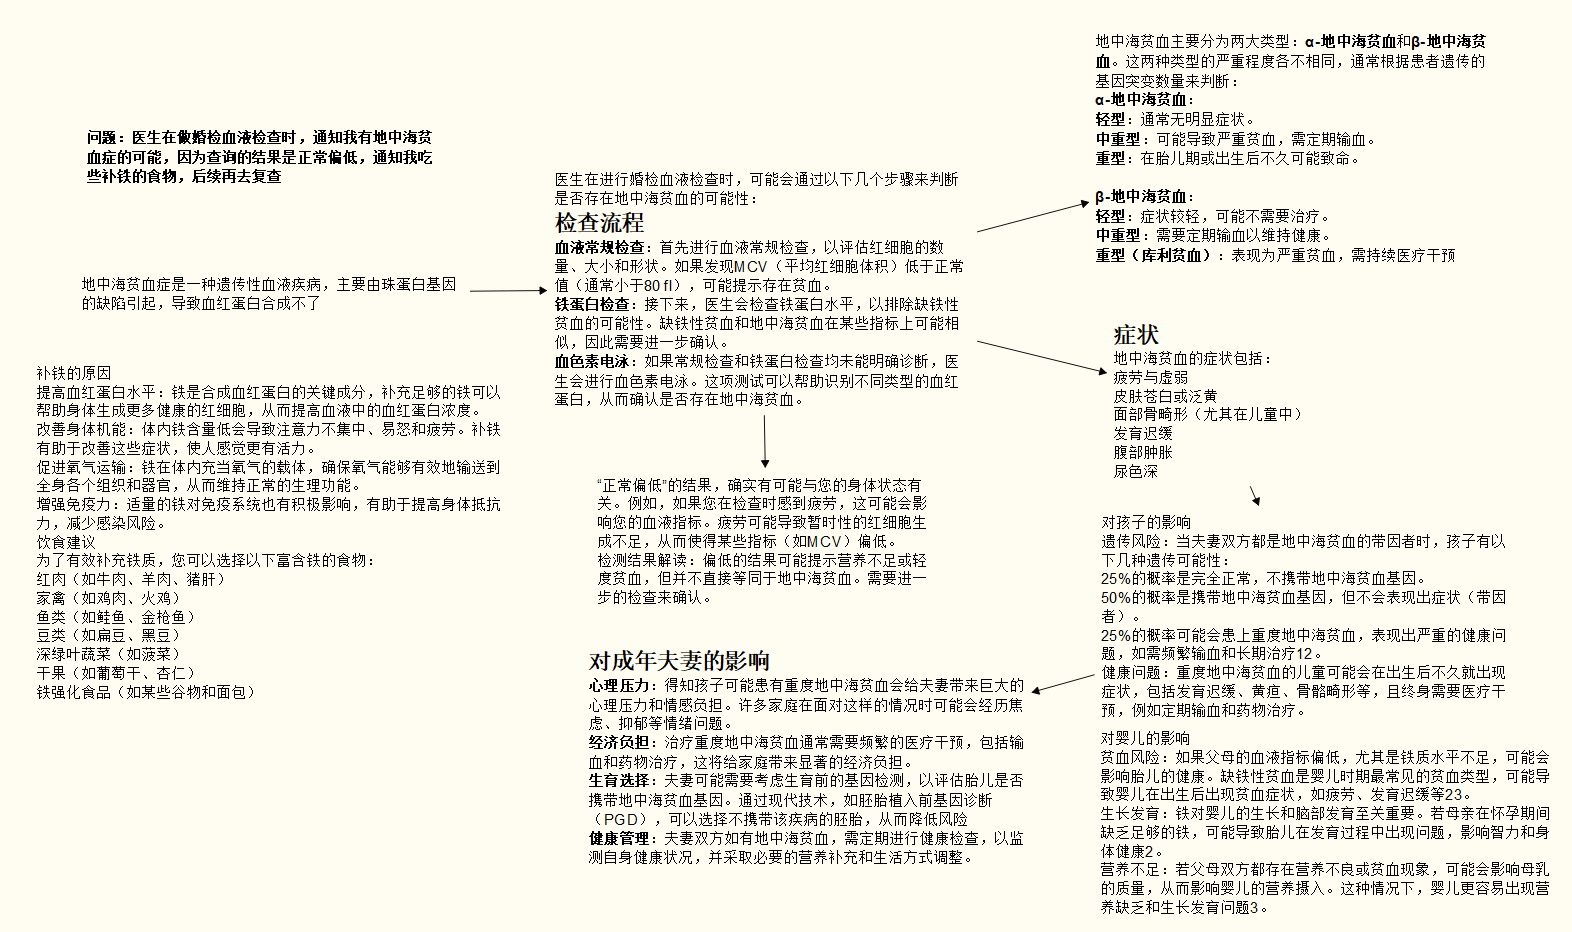 问题：医生在做婚检血液检查时，通知我有地中海贫
血症的可能，因为查询的结果是正常偏低，通知我吃
些补铁的食物，后续再去复查
地中海贫血症是一种遗传性血液疾病，主要由珠蛋白基因
的缺陷引起，导致血红蛋白合成不了
补铁的原因
提高血红蛋白水平：铁是合成血红蛋白的关键成分，补充足够的铁可以
帮助身体生成更多健康的红细胞，从而提高血液中的血红蛋白浓度。
改善身体机能：体内铁含量低会导致注意力不集中、易怒和疲劳。补铁
有助于改善这些症状，使人感觉更有活力。
促进氧气运输：铁在体内充当氧气的载体，确保氧气能够有效地输送到
全身各个组织和器官，从而维持正常的生理功能。
增强免疫力：适量的铁对免疫系统也有积极影响，有助于提高身体抵抗
力，减少感染风险。
饮食建议
为了有效补充铁质，您可以选择以下富含铁的食物：
红肉（如牛肉、羊肉、猪肝）
家禽（如鸡肉、火鸡）
鱼类（如鲑鱼、金枪鱼）
豆类（如扁豆、黑豆）
深绿叶蔬菜（如菠菜）
干果（如葡萄干、杏仁）
铁强化食品（如某些谷物和面包）
医生在进行婚检血液检查时，可能会通过以下几个步骤来判断
是否存在地中海贫血的可能性：
检查流程
血液常规检查：首先进行血液常规检查，以评估红细胞的数
量、大小和形状。如果发现MCV（平均红细胞体积）低于正常
值（通常小于80 fl），可能提示存在贫血。
铁蛋白检查：接下来，医生会检查铁蛋白水平，以排除缺铁性
贫血的可能性。缺铁性贫血和地中海贫血在某些指标上可能相
似，因此需要进一步确认。
血色素电泳：如果常规检查和铁蛋白检查均未能明确诊断，医
生会进行血色素电泳。这项测试可以帮助识别不同类型的血红
蛋白，从而确认是否存在地中海贫血。
“正常偏低”的结果，确实有可能与您的身体状态有
关。例如，如果您在检查时感到疲劳，这可能会影
响您的血液指标。疲劳可能导致暂时性的红细胞生
成不足，从而使得某些指标（如MCV）偏低。
检测结果解读：偏低的结果可能提示营养不足或轻
度贫血，但并不直接等同于地中海贫血。需要进一
步的检查来确认。
对成年夫妻的影响
心理压力：得知孩子可能患有重度地中海贫血会给夫妻带来巨大的
心理压力和情感负担。许多家庭在面对这样的情况时可能会经历焦
虑、抑郁等情绪问题。
经济负担：治疗重度地中海贫血通常需要频繁的医疗干预，包括输
血和药物治疗，这将给家庭带来显著的经济负担。
生育选择：夫妻可能需要考虑生育前的基因检测，以评估胎儿是否
携带地中海贫血基因。通过现代技术，如胚胎植入前基因诊断
（PGD），可以选择不携带该疾病的胚胎，从而降低风险
健康管理：夫妻双方如有地中海贫血，需定期进行健康检查，以监
测自身健康状况，并采取必要的营养补充和生活方式调整。
地中海贫血主要分为两大类型：α-地中海贫血和β-地中海贫
血。这两种类型的严重程度各不相同，通常根据患者遗传的
基因突变数量来判断：
α-地中海贫血：
轻型：通常无明显症状。
中重型：可能导致严重贫血，需定期输血。
重型：在胎儿期或出生后不久可能致命。
β-地中海贫血：
轻型：症状较轻，可能不需要治疗。
中重型：需要定期输血以维持健康。
重型（库利贫血）：表现为严重贫血，需持续医疗干预
症状
地中海贫血的症状包括：
疲劳与虚弱
皮肤苍白或泛黄
面部骨畸形（尤其在儿童中）
发育迟缓
腹部肿胀
尿色深
对孩子的影响
遗传风险：当夫妻双方都是地中海贫血的带因者时，孩子有以
下几种遗传可能性：
25%的概率是完全正常，不携带地中海贫血基因。
50%的概率是携带地中海贫血基因，但不会表现出症状（带因
者）。
25%的概率可能会患上重度地中海贫血，表现出严重的健康问
题，如需频繁输血和长期治疗12。
健康问题：重度地中海贫血的儿童可能会在出生后不久就出现
症状，包括发育迟缓、黄疸、骨骼畸形等，且终身需要医疗干
预，例如定期输血和药物治疗。
对婴儿的影响
贫血风险：如果父母的血液指标偏低，尤其是铁质水平不足，可能会
影响胎儿的健康。缺铁性贫血是婴儿时期最常见的贫血类型，可能导
致婴儿在出生后出现贫血症状，如疲劳、发育迟缓等23。
生长发育：铁对婴儿的生长和脑部发育至关重要。若母亲在怀孕期间
缺乏足够的铁，可能导致胎儿在发育过程中出现问题，影响智力和身
体健康2。
营养不足：若父母双方都存在营养不良或贫血现象，可能会影响母乳
的质量，从而影响婴儿的营养摄入。这种情况下，婴儿更容易出现营
养缺乏和生长发育问题3。